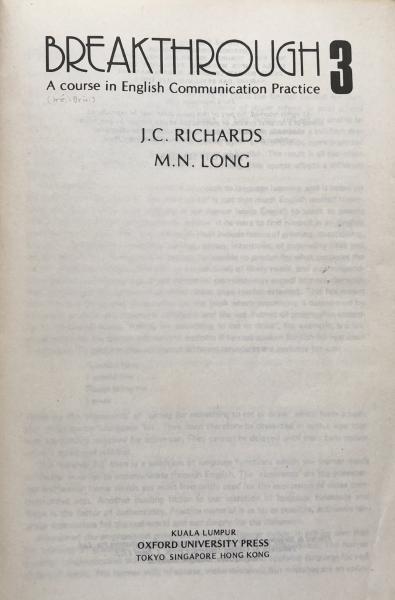 BREAKTHROUGH 3
A course in English Communication Practice
J.C. RICHARDS
M.N. LONG
KUALA LUMPUR
OXFORD UNIVERSITY PRESS
TOKYO SINGAPORE HONG KONG